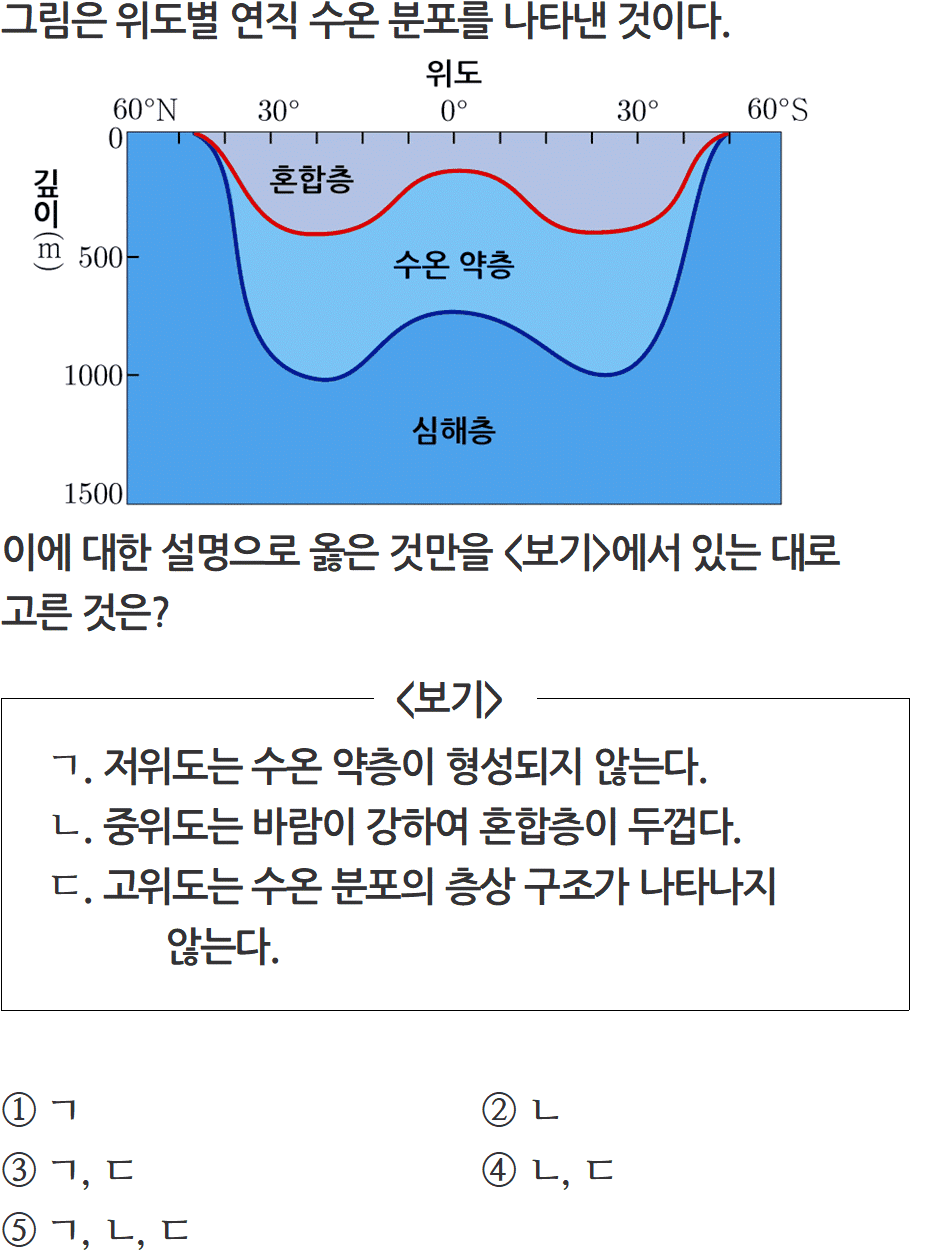 그림은 위도별 연직 수온 분포를 나타낸 것이다.
위도
60°N 30° 0° 30° 60°S
0
깊이(m)
혼합층
500
수온 약층
1000
심해층
1500
이에 대한 설명으로 옳은 것만을 <보기>에서 있는 대로
고른 것은?
<보기>
ㄱ. 저위도는 수온 약층이 형성되지 않는다.
ㄴ. 중위도는 바람이 강하여 혼합층이 두껍다.
ㄷ. 고위도는 수온 분포의 층상 구조가 나타나지
않는다.
① ㄱ ② ㄴ
③ ㄱ, ㄷ ④ ㄴ, ㄷ
⑤ ㄱ, ㄴ, ㄷ